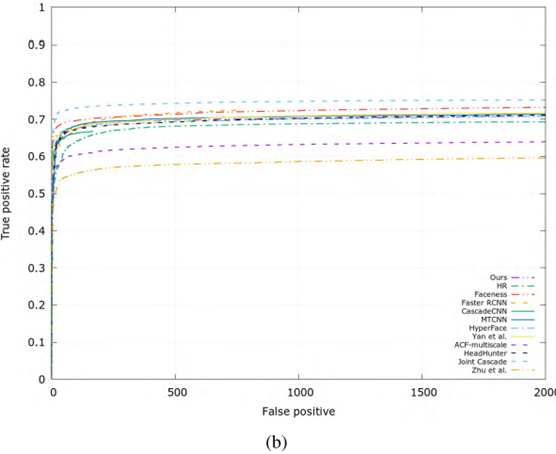 1
0.9
0.8
0.7
0.6
0.5
0.4
0.3
0.2
0.1
0
True positive rate
Ours
HR
Faceness
Faster RCNN
CascadeCNN
MTCNN
HyperFace
Yan et al.
ACF-multiscale
HeadHunter
Joint Cascade
Zhu et al.
0 500 1000 1500 2000
False positive
(b)